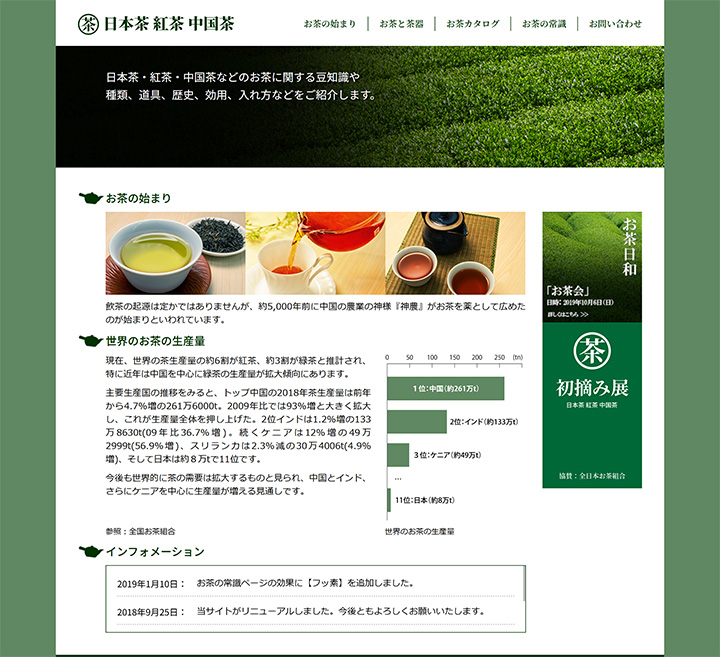 茶 日本茶 紅茶 中国茶
お茶の始まり
お茶と茶器
お茶カタログ
お茶の常識
お問い合わせ
日本茶・紅茶・中国茶などのお茶に関する豆知識や
種類、道具、歴史、効用、入れ方などをご紹介します。
お茶の始まり
飲茶の起源は定かではありませんが、約5,000年前に中国の農業の神様『神農』がお茶を薬として広めた
のが始まりといわれています。
世界のお茶の生産量
現在、世界の茶生産量の約6割が紅茶、約3割が緑茶と推計され、
特に近年は中国を中心に緑茶の生産量が拡大傾向にあります。
主要生産国の推移をみると、トップ中国の2018年茶生産量は前年
から4.7%増の261万6000t。2009年比では93%増と大きく拡大
し、これが生産量全体を押し上げた。2位インドは1.2%増の133
万8630t(09年比36.7%増)。続くケニアは12%増の49万
2999t(56.9%増)、スリランカは2.3%減の30万4006t(4.9%
増)、そして日本は約８万tで11位です。
今後も世界的に茶の需要は拡大するものと見られ、中国とインド、
さらにケニアを中心に生産量が増える見通しです。
参照：全国お茶組合
0 50 100 150 200 250 (tn)
1 位：中国（約261万t）
2位：インド（約133万t）
3 位：ケニア（約49万t）
…
11位：日本（約8万t）
世界のお茶の生産量
お茶日和
「お茶会」
日時：2019年10月6日（日）
詳しくはこちら >>
茶
初摘み展
日本茶 紅茶 中国茶
協賛：全日本お茶組合
インフォメーション
2019年1月10日： お茶の常識ページの効果に【フッ素】を追加しました。
2018年9月25日： 当サイトがリニューアルしました。今後ともよろしくお願いいたします。